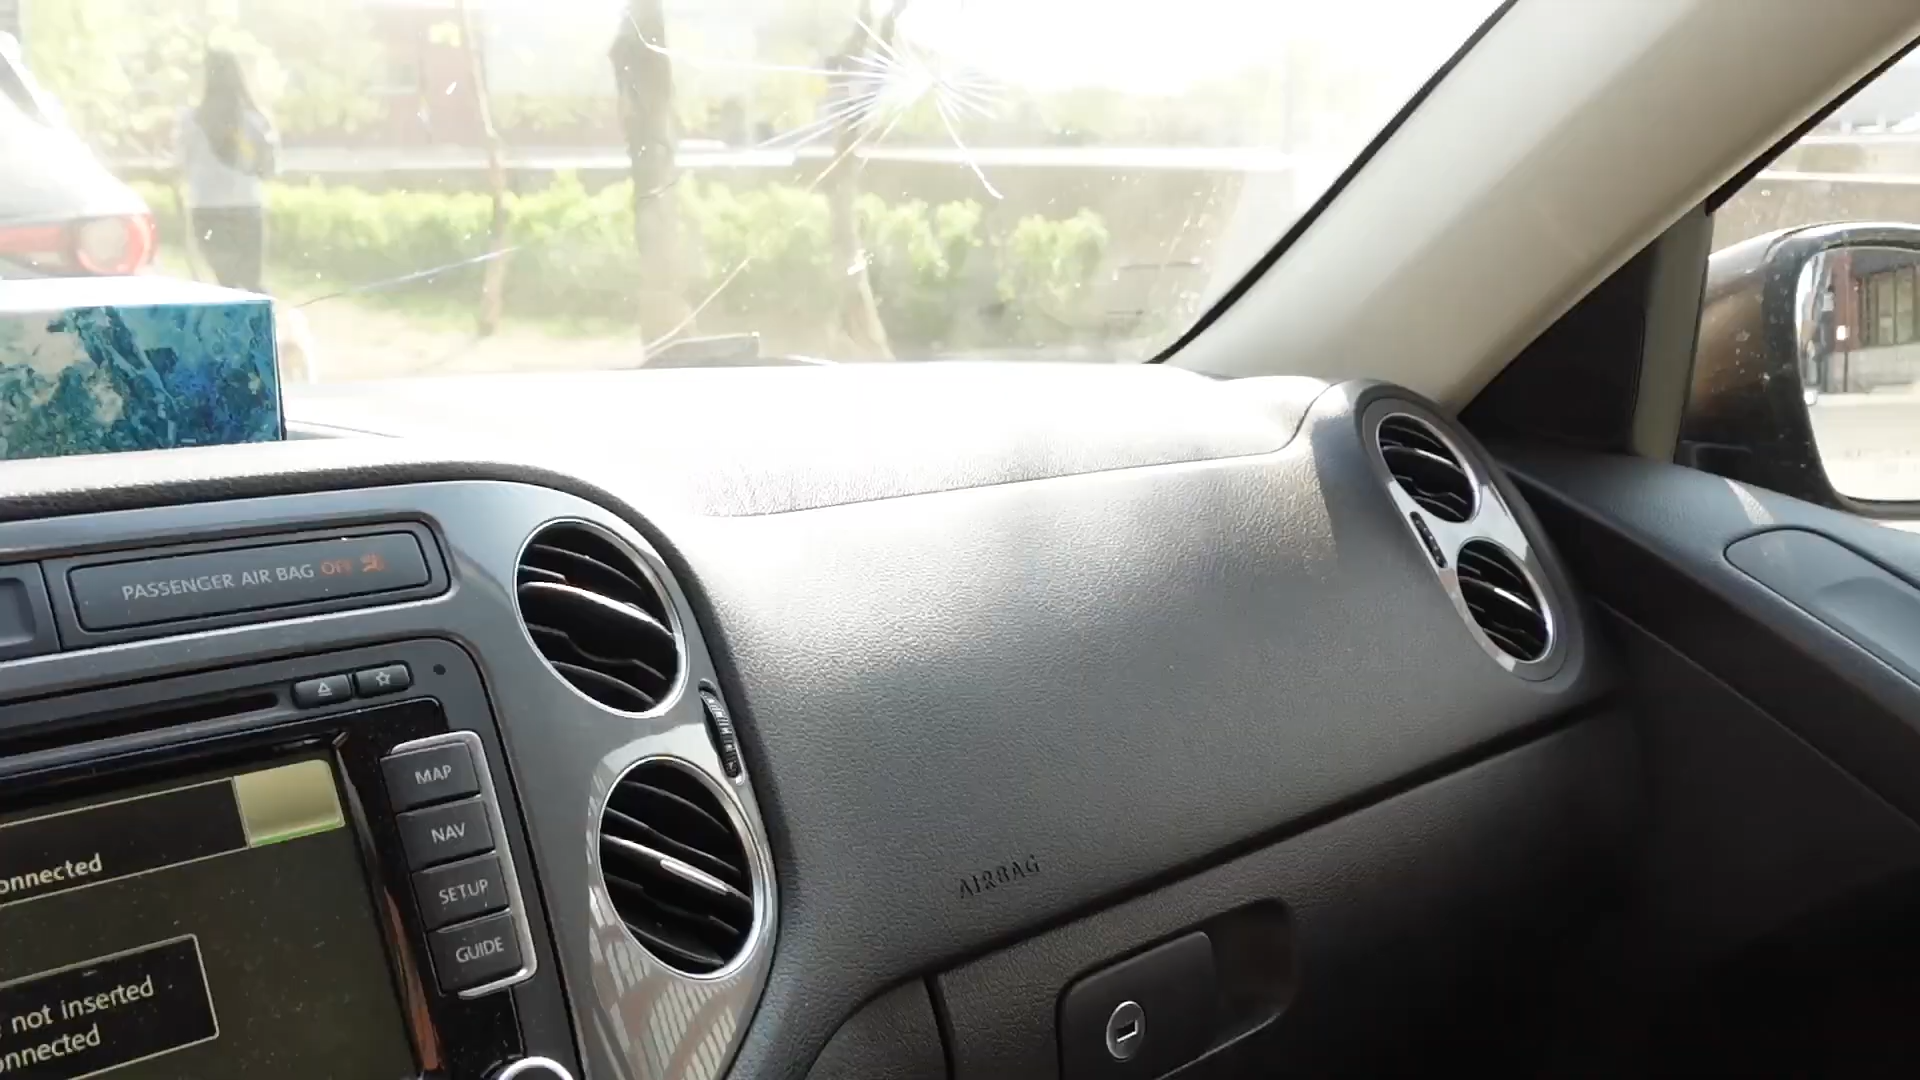 PASSENGER AIR BAG OFF
MAP
NAV
SETUP
GUIDE
onnected
not inserted
onnected
AIRBAG